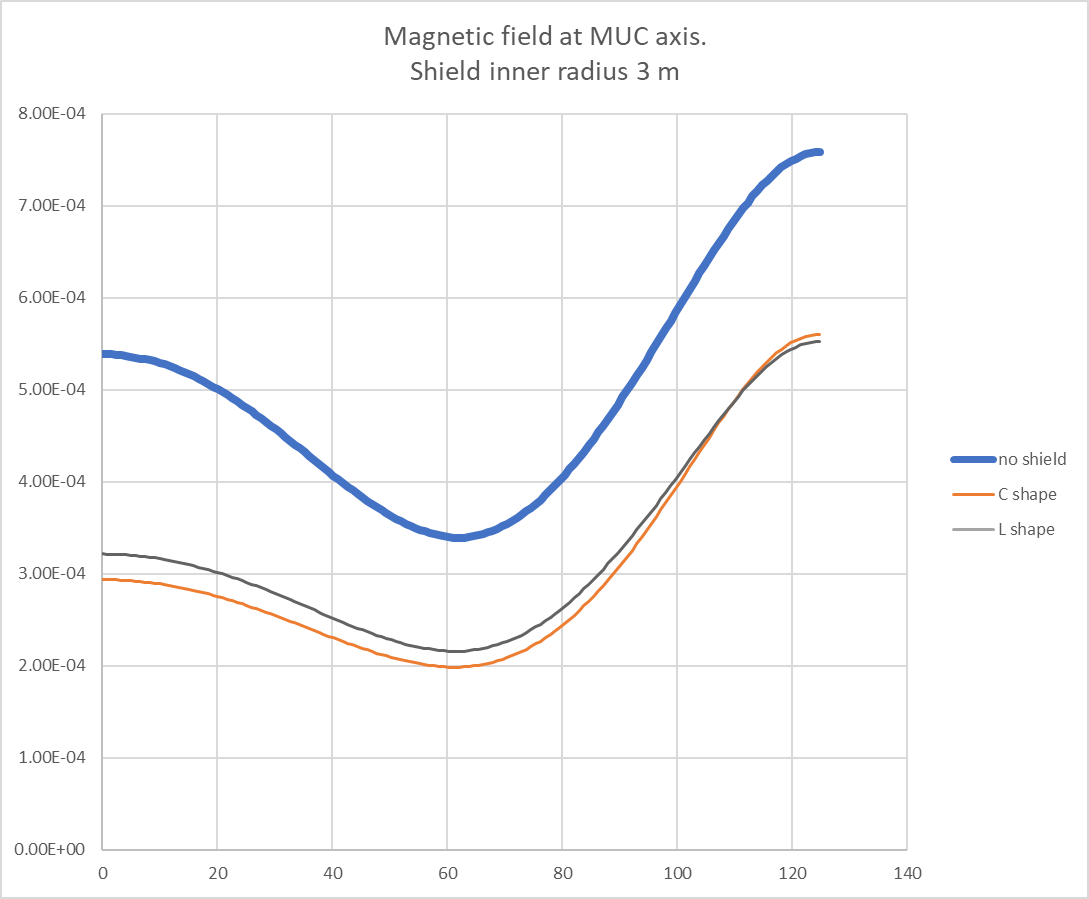 Magnetic field at MUC axis.
Shield inner radius 3 m
8.00E-04
7.00E-04
6.00E-04
5.00E-04
4.00E-04
3.00E-04
2.00E-04
1.00E-04
0.00E+00
0 20 40 60 80 100 120 140
no shield
C shape
L shape